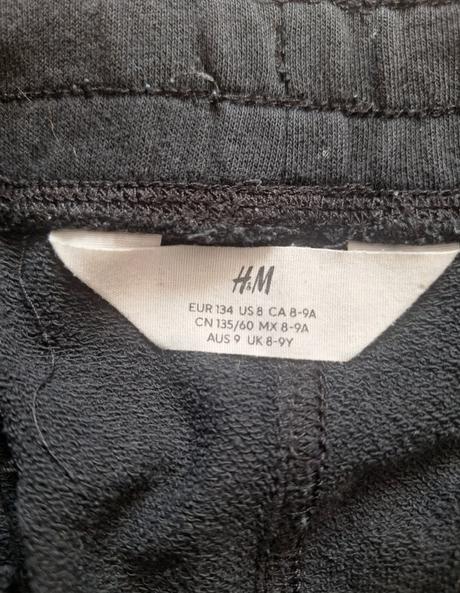 H&M
EUR 134 US 8 CA 8-9A
CN 135/60 MX 8-9A
AUS 9 UK 8-9Y